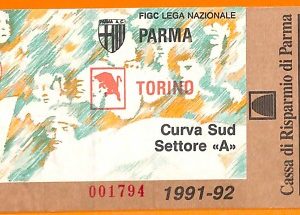 FIGC LEGA NAZIONALE
PARMA A.C.
PARMA
TORINO
Curva Sud
Settore «A»
001794
1991-92
Cassa di Risparmio di Parma